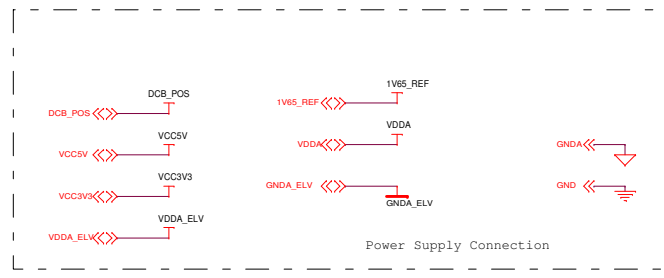 DCB_POS
DCB_POS
VCC5V
VCC5V
VCC3V3
VCC3V3
VDDA_ELV
VDDA_ELV
1V65_REF
1V65_REF
VDDA
VDDA
GNDA_ELV
GNDA_ELV
GNDA
GND
Power Supply Connection